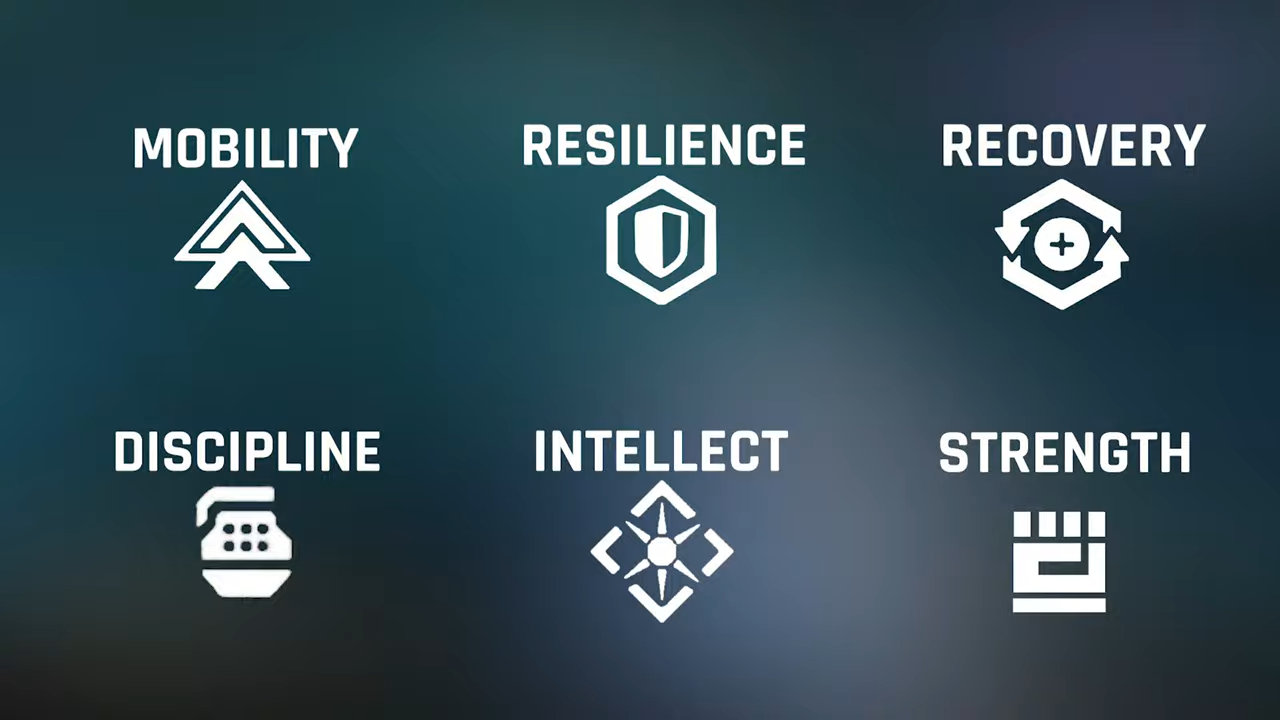 MOBILITY
RESILIENCE
RECOVERY
DISCIPLINE
INTELLECT
STRENGTH